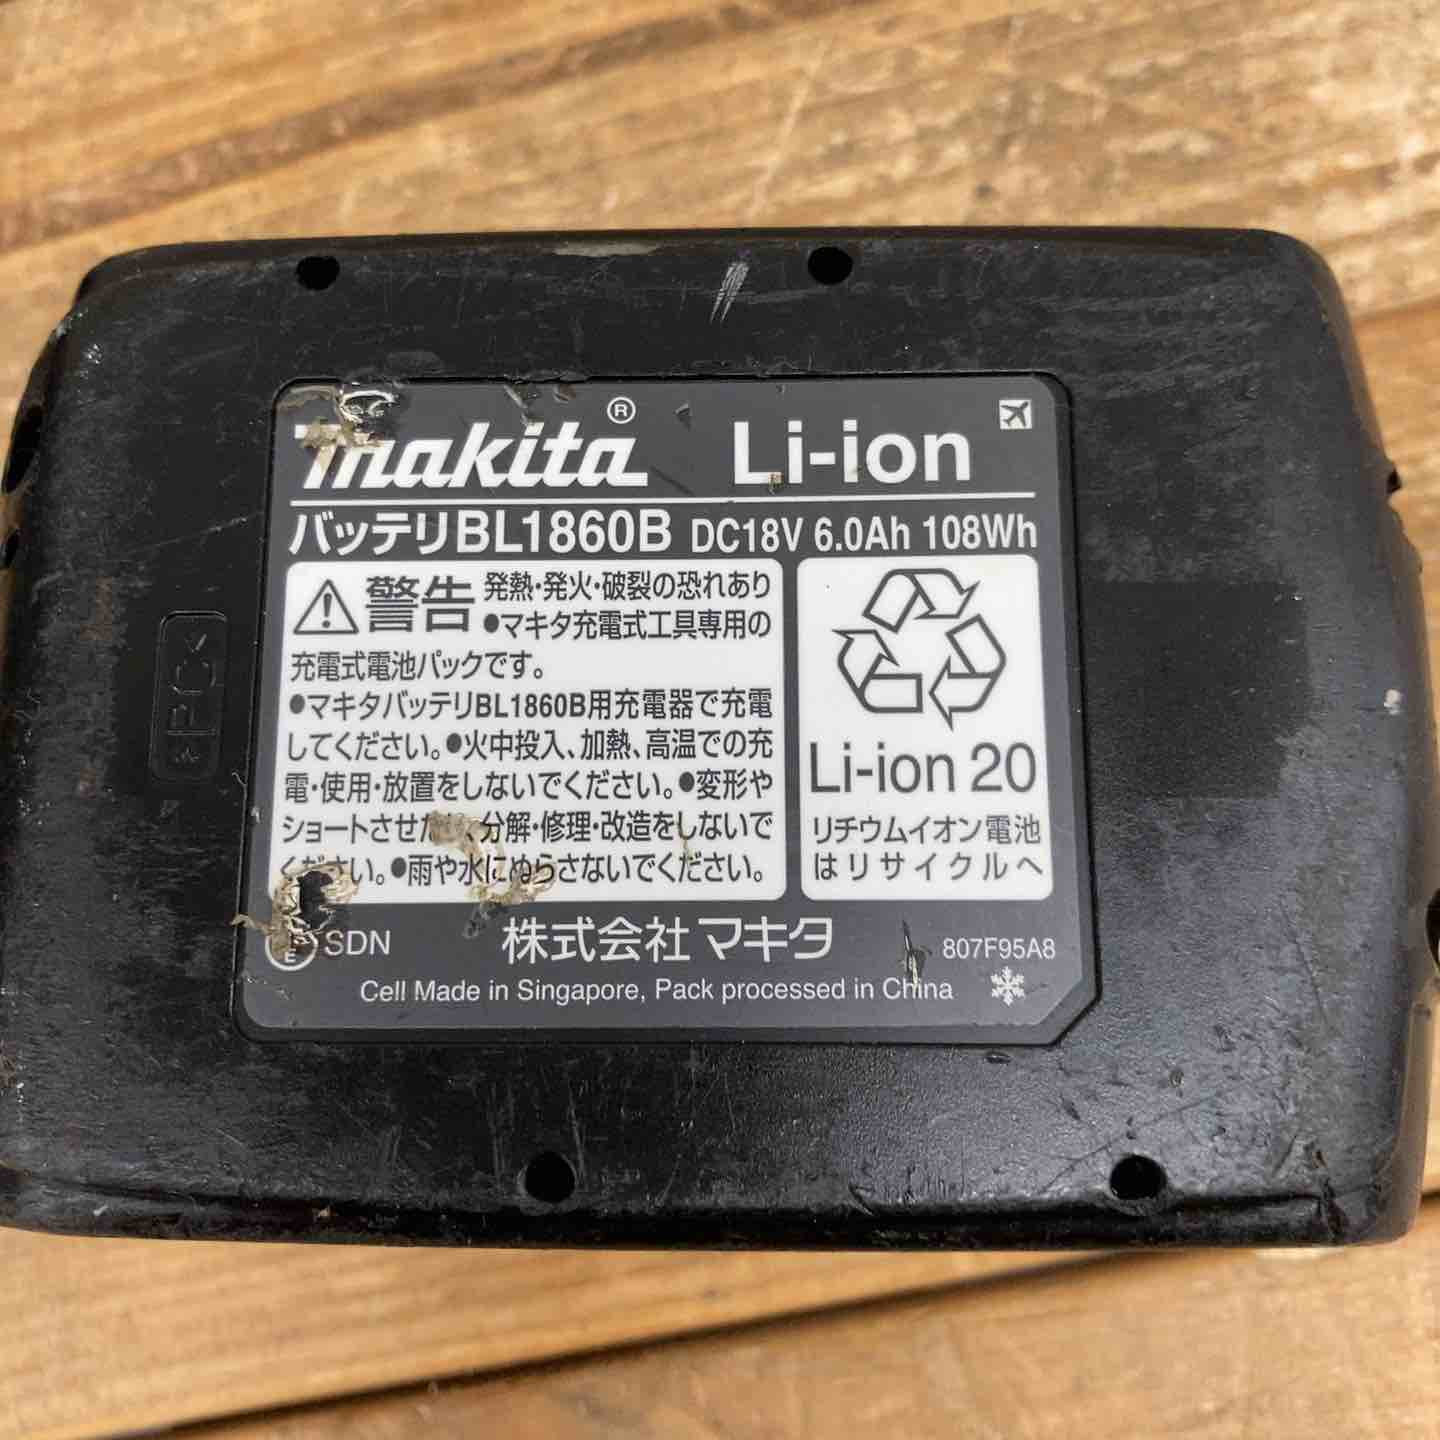 makita® Li-ion
バッテリBL1860B DC18V 6.0Ah 108Wh
警告 発熱・発火・破裂の恐れあり
●マキタ充電式工具専用の
充電式電池パックです。
●マキタバッテリBL1860B用充電器で充電
してください。●火中投入、加熱、高温での充
電・使用・放置をしないでください。●変形や
ショートさせ 分解・修理・改造をしないで
ください。●雨や水にぬらさないでください。
Li-ion 20
リチウムイオン電池
はリサイクルへ
SDN 株式会社マキタ 807F95A8
Cell Made in Singapore, Pack processed in China
>PC<